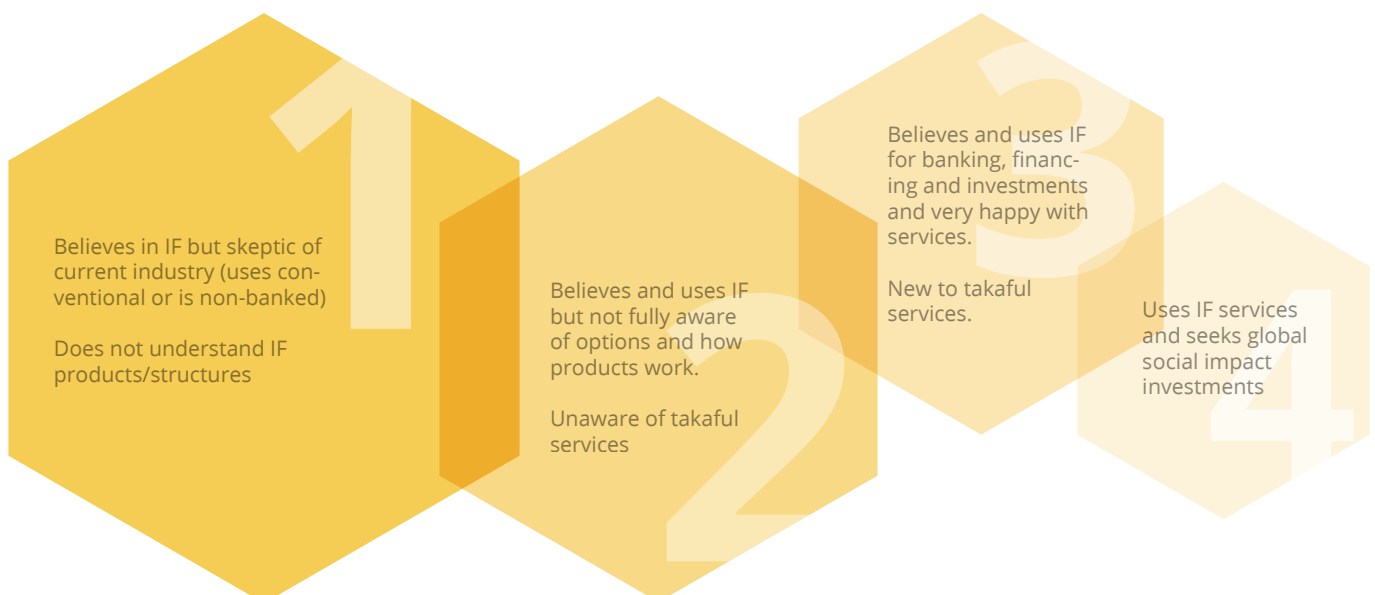 1
Believes in IF but skeptic of
current industry (uses con-
ventional or is non-banked)
Does not understand IF
products/structures
2
Believes and uses IF
but not fully aware
of options and how
products work.
Unaware of takaful
services
3
Believes and uses IF
for banking, financ-
ing and investments
and very happy with
services.
New to takaful
services.
4
Uses IF services
and seeks global
social impact
investments